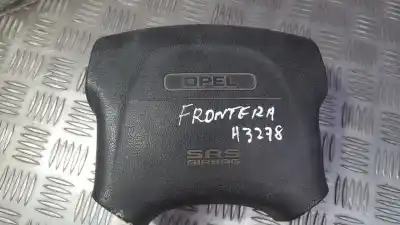 OPEL
FRONTERA
H3278
SRS
AIRBAG